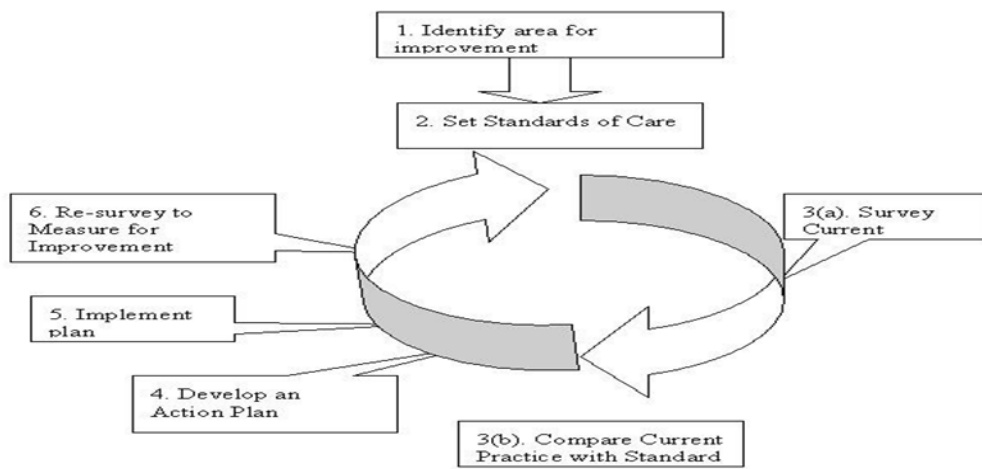 1. Identify area for
improvement
2. Set Standards of Care
3(a). Survey
Current
3(b). Compare Current
Practice with Standard
4. Develop an
Action Plan
5. Implement
plan
6. Re-survey to
Measure for
Improvement